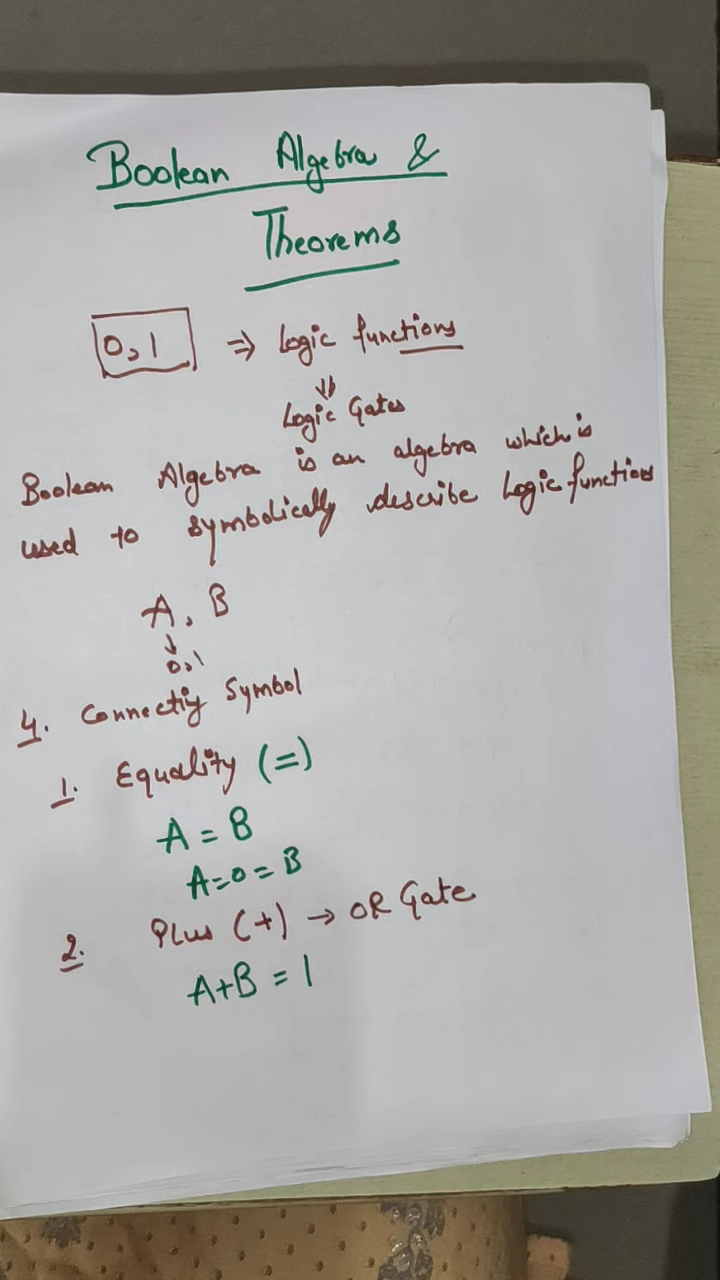 Boolean Algebra &
Theorems
0,1 ⇒ Logic functions
⇓
Logic Gates
Boolean Algebra is an algebra which is
used to symbolically describe Logic functions
A, B
↓
0,1
4. Connectiy Symbol
1. Equality (=)
A = B
A=0=B
2. Plus (+) → OR Gate
A+B = 1